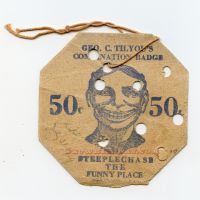 GEO. C. TILYOU'S
COMBINATION BADGE
50c 50c
STEEPLECHASE
THE
FUNNY PLACE